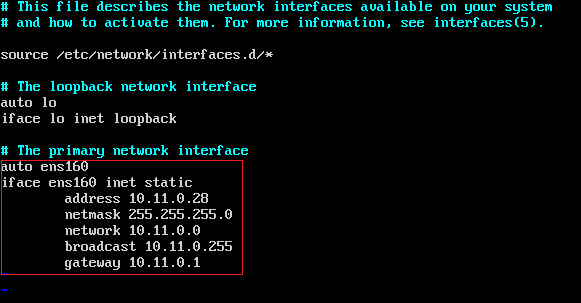 # This file describes the network interfaces available on your system
# and how to activate them. For more information, see interfaces(5).
source /etc/network/interfaces.d/*
# The loopback network interface
auto lo
iface lo inet loopback
# The primary network interface
auto ens160
iface ens160 inet static
address 10.11.0.28
netmask 255.255.255.0
network 10.11.0.0
broadcast 10.11.0.255
gateway 10.11.0.1